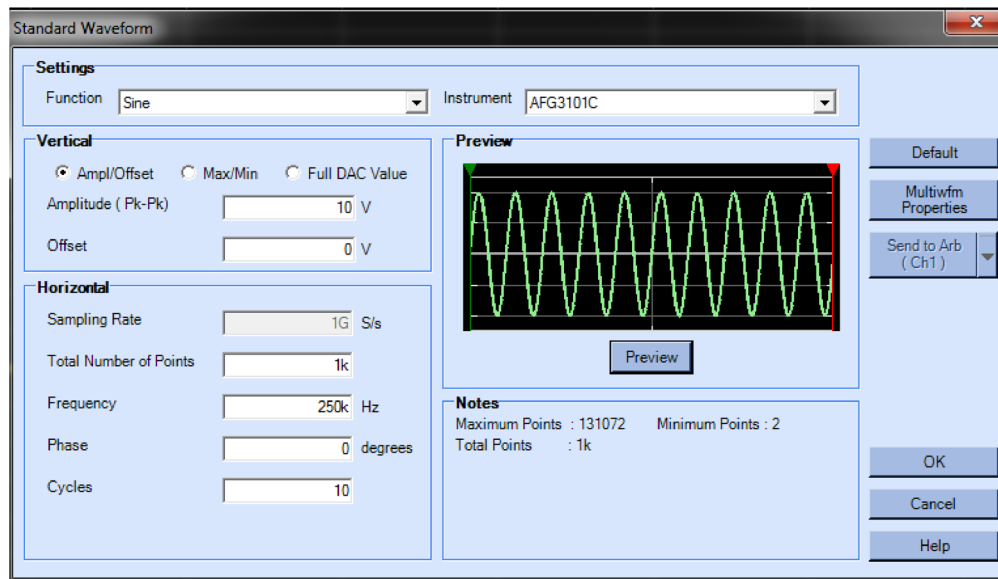 Standard Waveform
Settings
Function Sine Instrument AFG3101C
Vertical
Ampl/Offset Max/Min Full DAC Value
Amplitude ( Pk-Pk) 10 V
Offset 0 V
Horizontal
Sampling Rate 1G S/s
Total Number of Points 1k
Frequency 250k Hz
Phase 0 degrees
Cycles 10
Preview
Preview
Notes
Maximum Points : 131072 Minimum Points : 2
Total Points : 1k
Default
Multiwfm
Properties
Send to Arb
( Ch1 )
OK
Cancel
Help